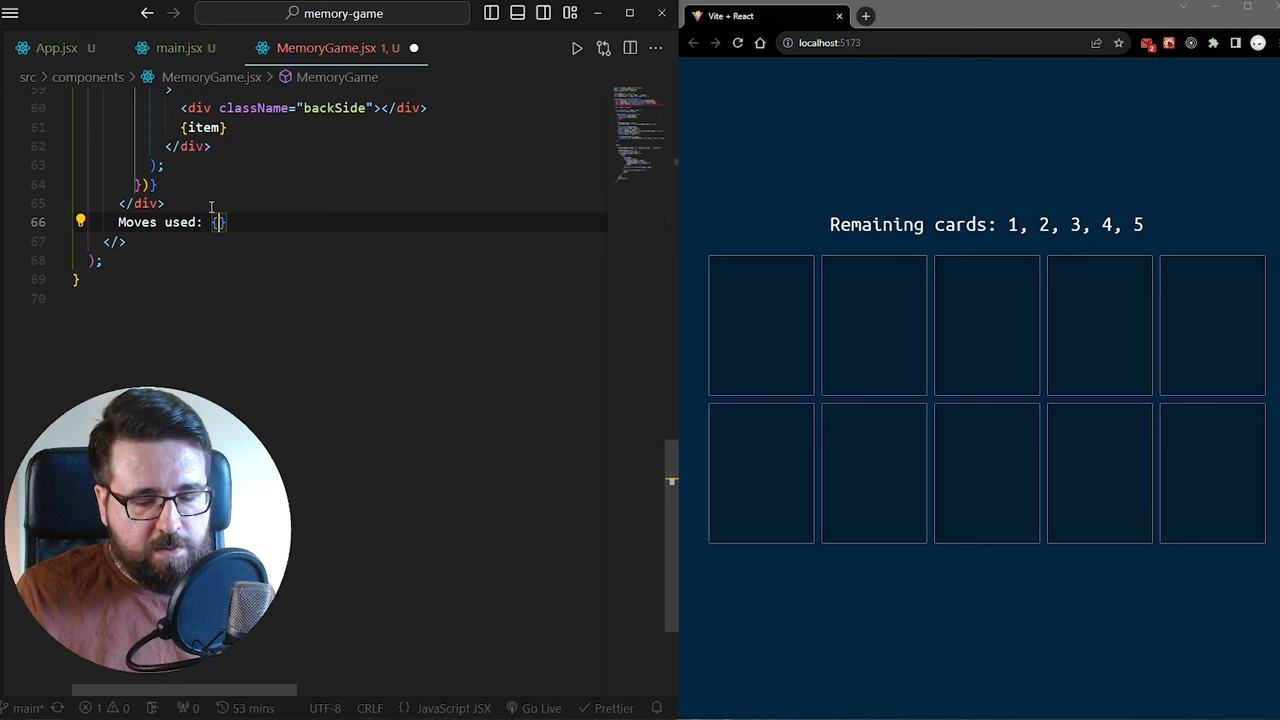 memory-game
App.jsx U
main.jsx U
MemoryGame.jsx 1, U
src > components > MemoryGame.jsx > MemoryGame
59 >
60 <div className="backSide"></div>
61 {item}
62 </div>
63 );
64 })}
65 </div>
66 Moves used: {}
67 </>
68 );
69 }
70
main* 1 0 0 53 mins UTF-8 CRLF {} JavaScript JSX Go Live Prettier
Vite + React
localhost:5173
2
Remaining cards: 1, 2, 3, 4, 5